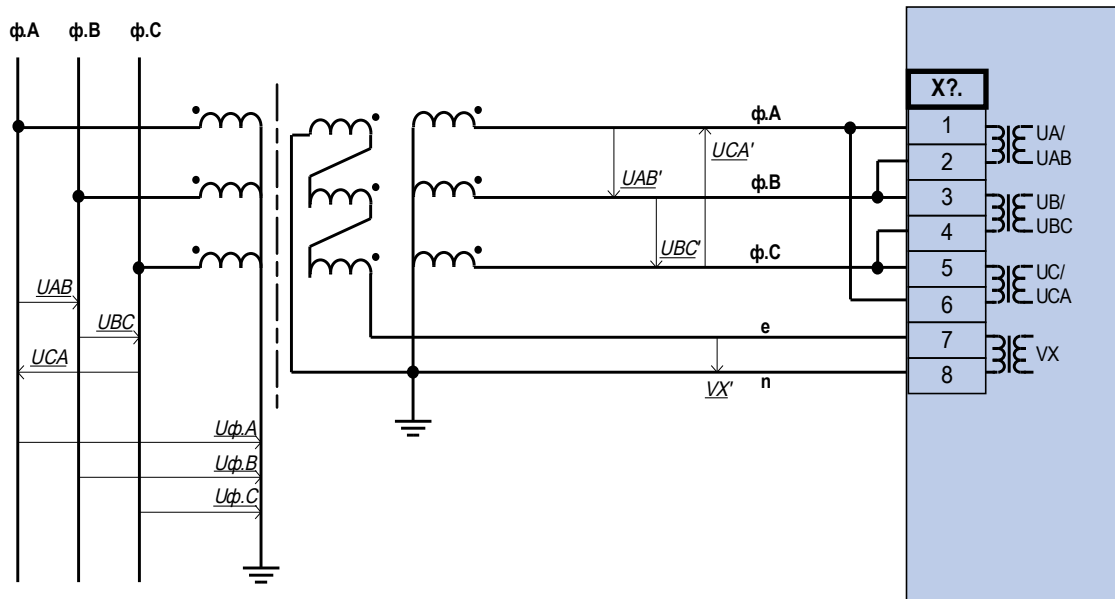 ф.А ф.В ф.С
Х?.
1
2
3
4
5
6
7
8
UA/
UAB
UB/
UBC
UC/
UCA
VX
ф.А
UCA'
UAB'
ф.В
UBC'
ф.С
UAB
UBC
UCA
e
n
VX'
Uф.А
Uф.В
Uф.С